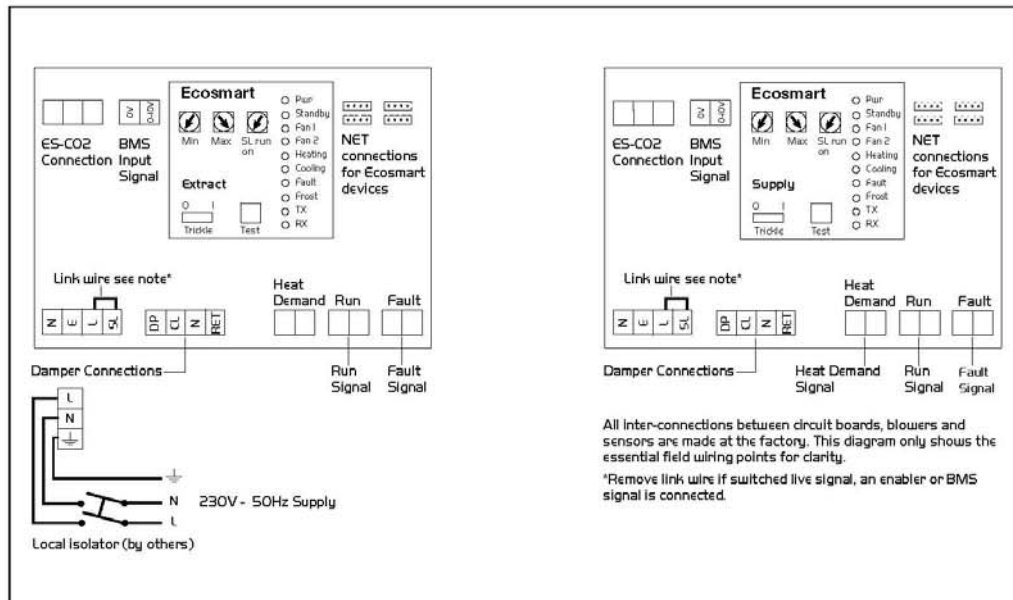 Ecosmart
ES-CO2
Connection
0V
0-10V
BMS
Input
Signal
Min
Max
SL run
on
Extract
O I
Trickle
Test
Pwr
Standby
Fan 1
Fan 2
Heating
Cooling
Fault
Frost
TX
RX
NET
connections
for Ecosmart
devices
Link wire see note*
N E L SL
DP CL N RET
Heat
Demand
Run
Fault
Damper Connections
Run
Signal
Fault
Signal
L
N
N 230V - 50Hz Supply
L
Local isolator (by others)
Ecosmart
ES-CO2
Connection
0V
0-10V
BMS
Input
Signal
Min
Max
SL run
on
Supply
O I
Trickle
Test
Pwr
Standby
Fan 1
Fan 2
Heating
Cooling
Fault
Frost
TX
RX
NET
connections
for Ecosmart
devices
Link wire see note*
N E L SL
DP CL N RET
Heat
Demand
Run
Fault
Damper Connections
Heat Demand
Signal
Run
Signal
Fault
Signal
All inter-connections between circuit boards, blowers and
sensors are made at the factory. This diagram only shows the
essential field wiring points for clarity.
*Remove link wire if switched live signal, an enabler or BMS
signal is connected.